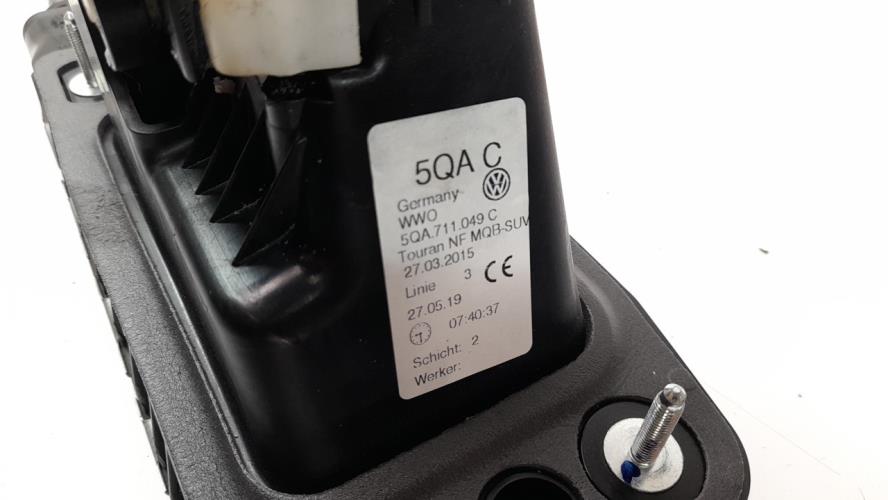 5QA C
Germany
WWO
5QA.711.049 C
Touran NF MQB-SUV
27.03.2015
Linie 3 CE
27.05.19
07:40:37
Schicht: 2
Werker: